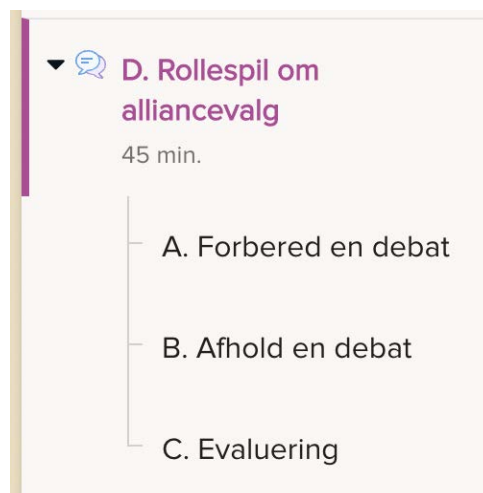 D. Rollespil om
alliancevalg
45 min.
A. Forbered en debat
B. Afhold en debat
C. Evaluering